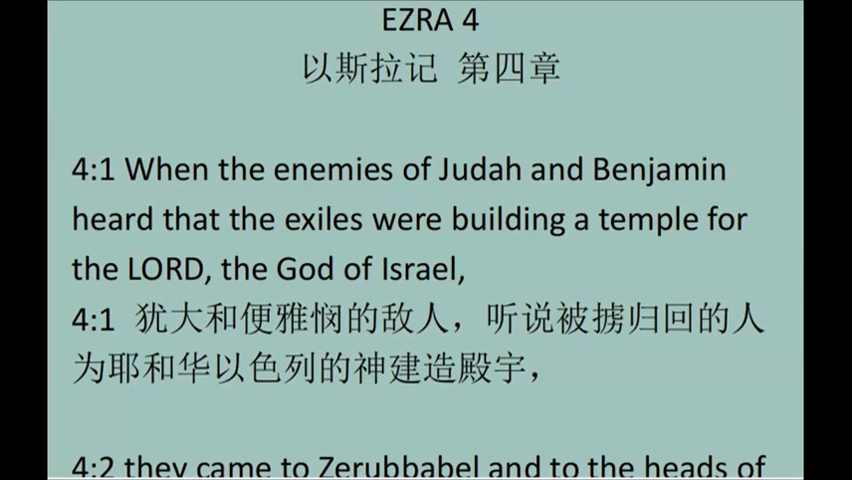 EZRA 4
以斯拉记 第四章
4:1 When the enemies of Judah and Benjamin
heard that the exiles were building a temple for
the LORD, the God of Israel,
4:1 犹大和便雅悯的敌人，听说被掳归回的人
为耶和华以色列的神建造殿宇，
4:2 they came to Zerubbabel and to the heads of